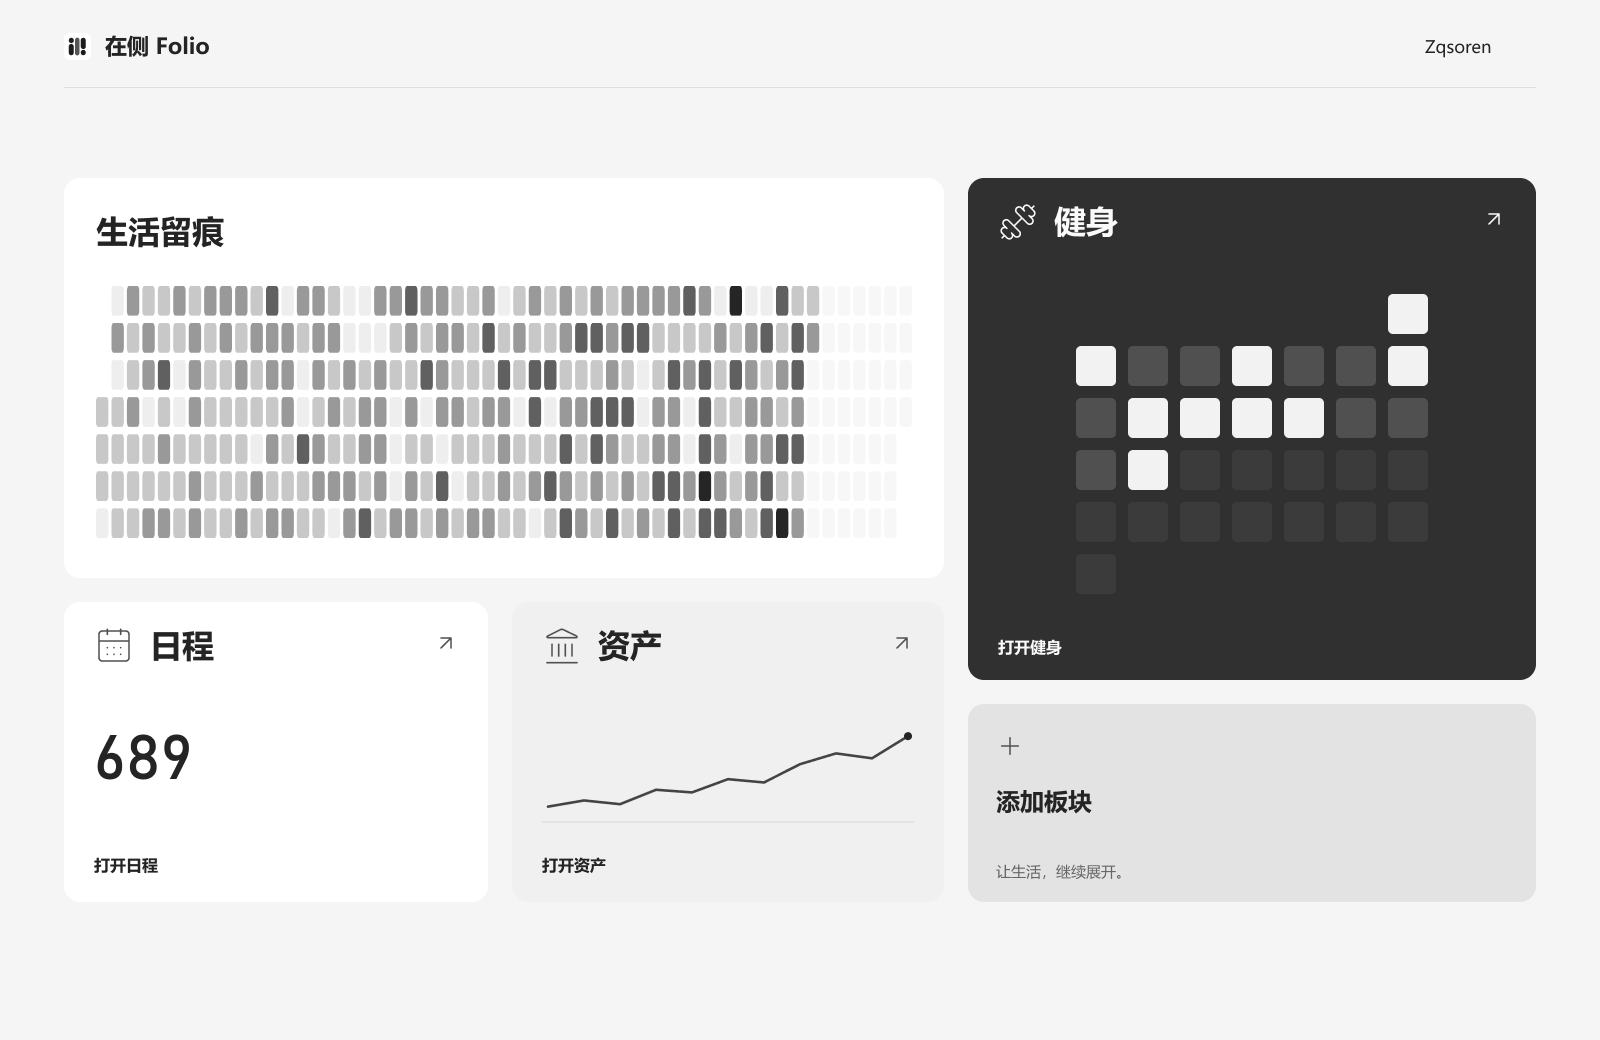 在侧 Folio
Zqsoren
生活留痕
健身
打开健身
日程
689
打开日程
资产
打开资产
添加板块
让生活，继续展开。